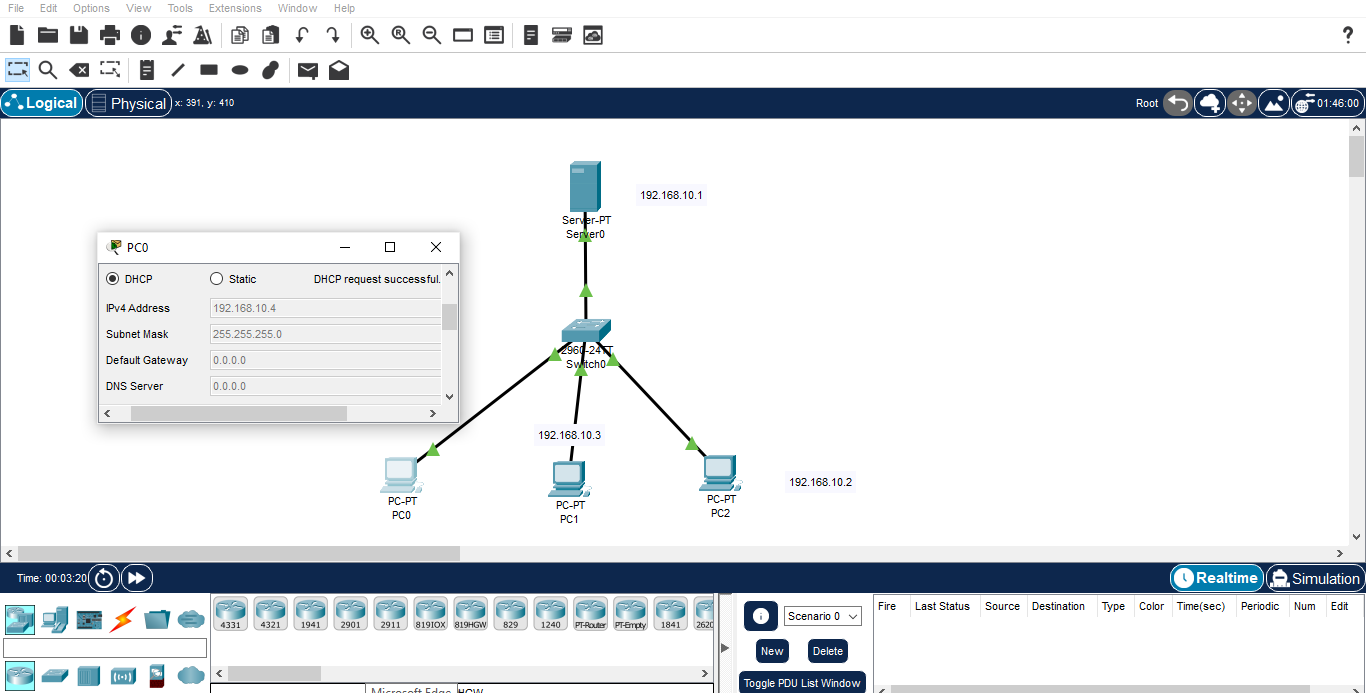 File Edit Options View Tools Extensions Window Help
Logical Physical x: 391, y: 410 Root 01:46:00
192.168.10.1
Server-PT
Server0
PC0
DHCP Static DHCP request successful.
IPv4 Address 192.168.10.4
Subnet Mask 255.255.255.0
Default Gateway 0.0.0.0
DNS Server 0.0.0.0
2960-24TT
Switch0
192.168.10.3
192.168.10.2
PC-PT
PC0
PC-PT
PC1
PC-PT
PC2
Time: 00:03:20 Realtime Simulation
4331 4321 1941 2901 2911 819IOX 819HGW 829 1240 PT-Router PT-Empty 1841 2620
Scenario 0
New Delete
Toggle PDU List Window
Fire Last Status Source Destination Type Color Time(sec) Periodic Num Edit
Microsoft Edge HGW